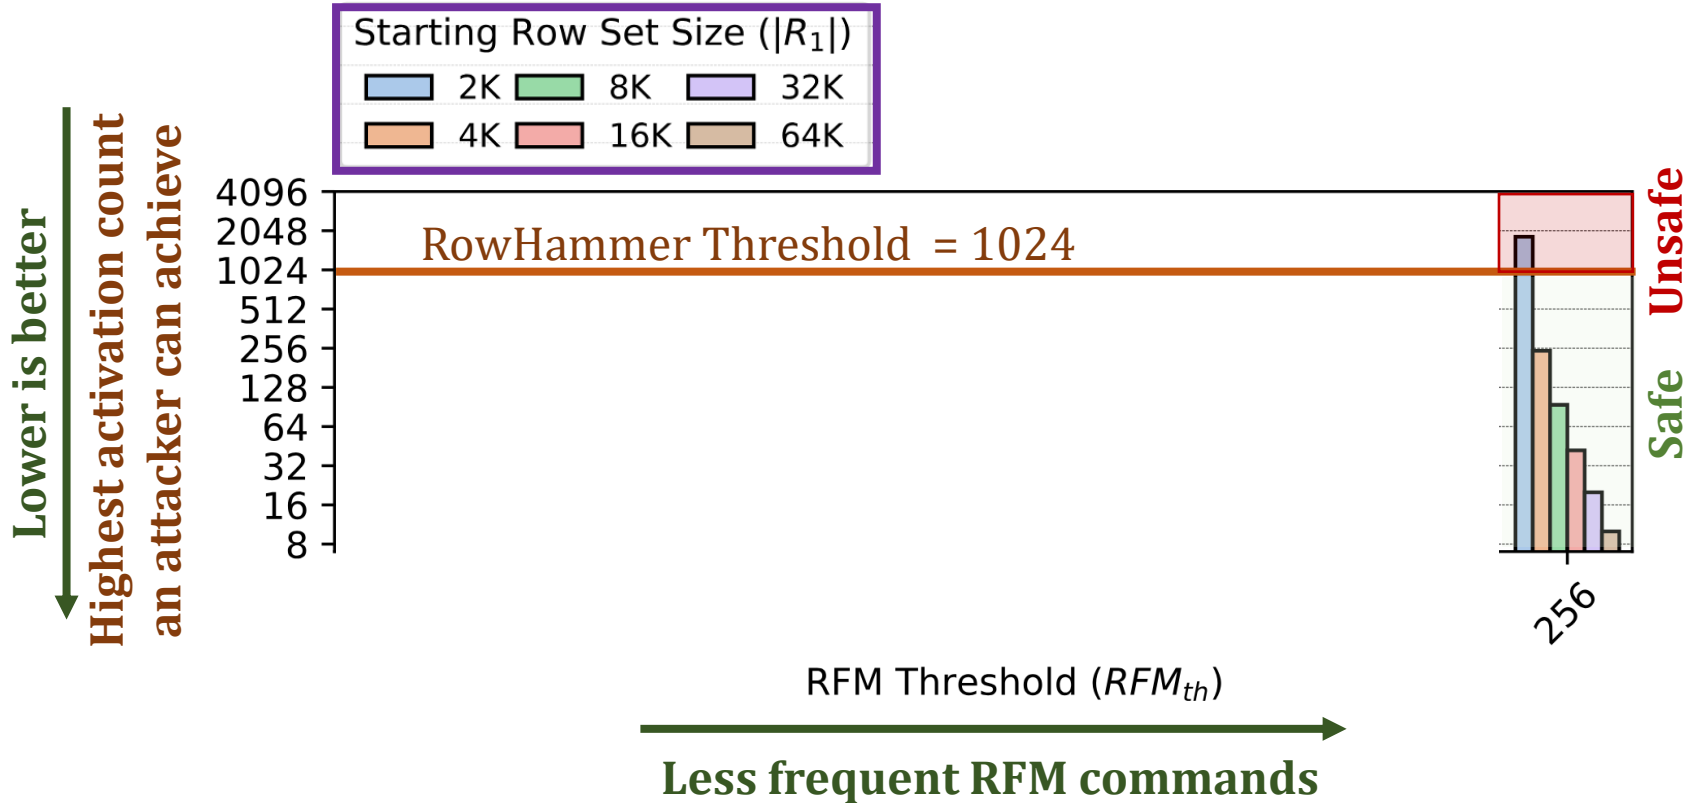 Starting Row Set Size (|R1|)
2K 8K 32K
4K 16K 64K
Lower is better
Highest activation count
an attacker can achieve
4096
2048
1024
512
256
128
64
32
16
8
RowHammer Threshold = 1024
Unsafe
Safe
256
RFM Threshold (RFMth)
Less frequent RFM commands